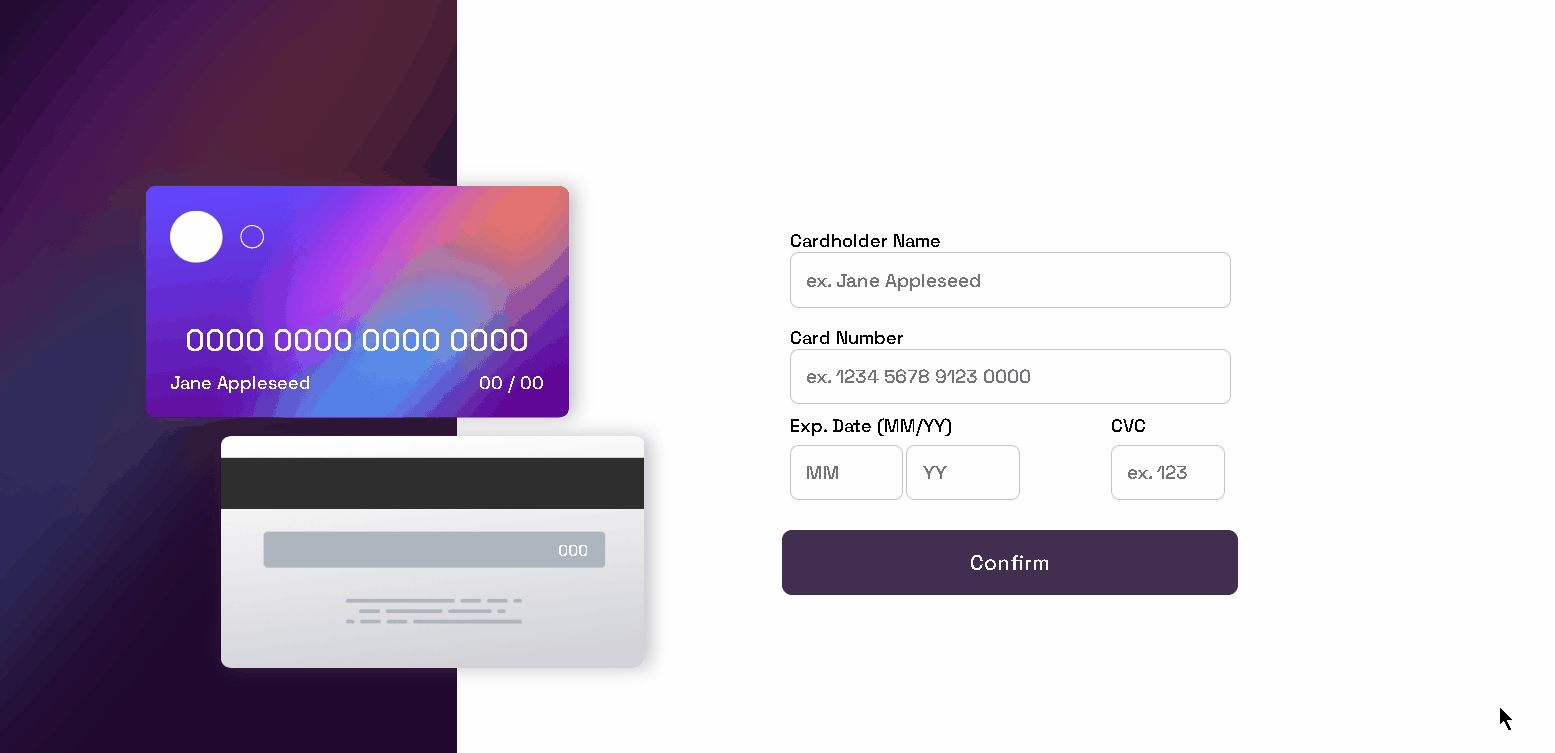 0000 0000 0000 0000
Jane Appleseed 00 / 00
000
Cardholder Name
ex. Jane Appleseed
Card Number
ex. 1234 5678 9123 0000
Exp. Date (MM/YY) CVC
MM YY ex. 123
Confirm